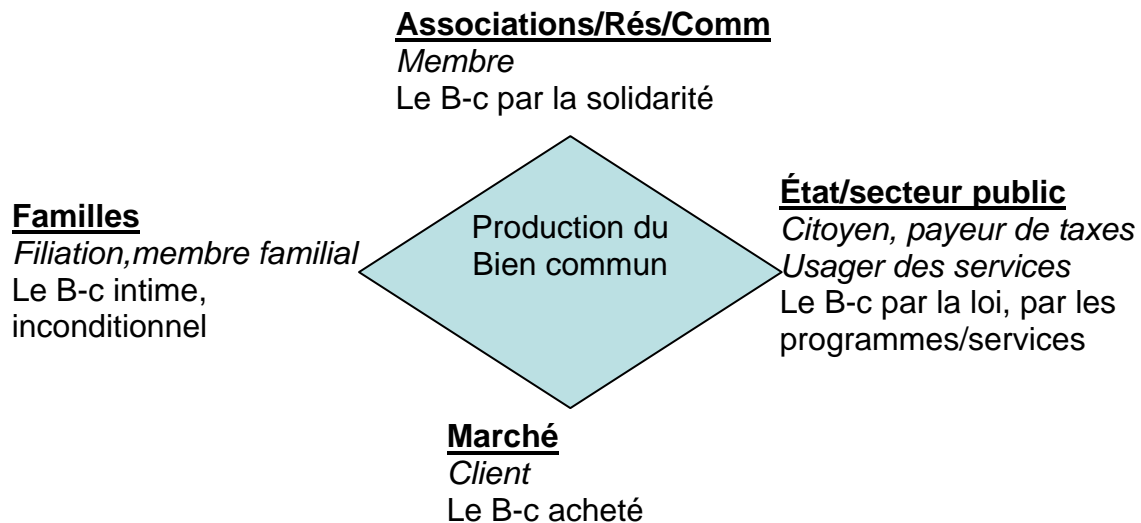 Associations/Rés/Comm
Membre
Le B-c par la solidarité
Familles
Filiation,membre familial
Le B-c intime,
inconditionnel
Production du
Bien commun
État/secteur public
Citoyen, payeur de taxes
Usager des services
Le B-c par la loi, par les
programmes/services
Marché
Client
Le B-c acheté